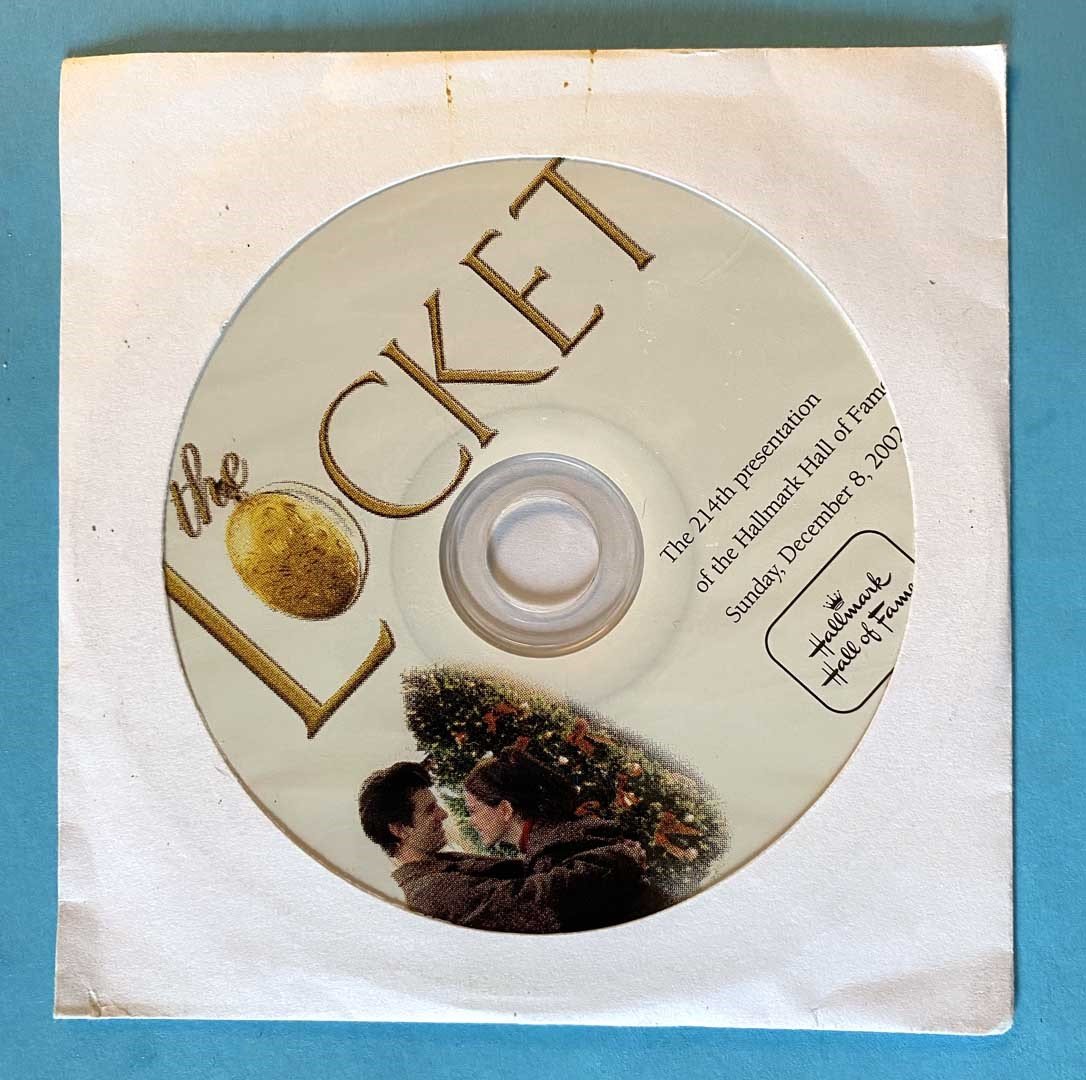 the
LOCKET
The 214th presentation
of the Hallmark Hall of Fame
Sunday, December 8, 2002
Hallmark
Hall of Fame